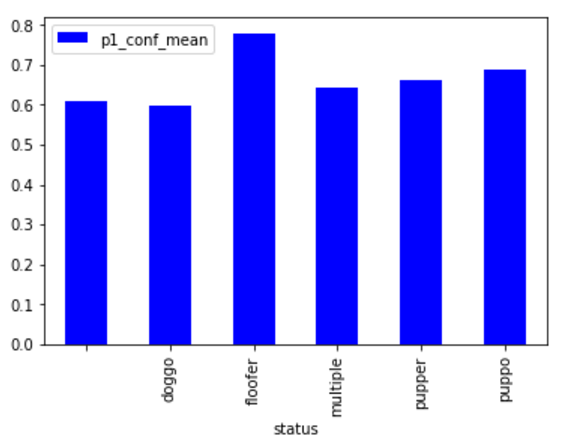 0.8
p1_conf_mean
0.7
0.6
0.5
0.4
0.3
0.2
0.1
0.0
doggo
floofer
multiple
pupper
puppo
status